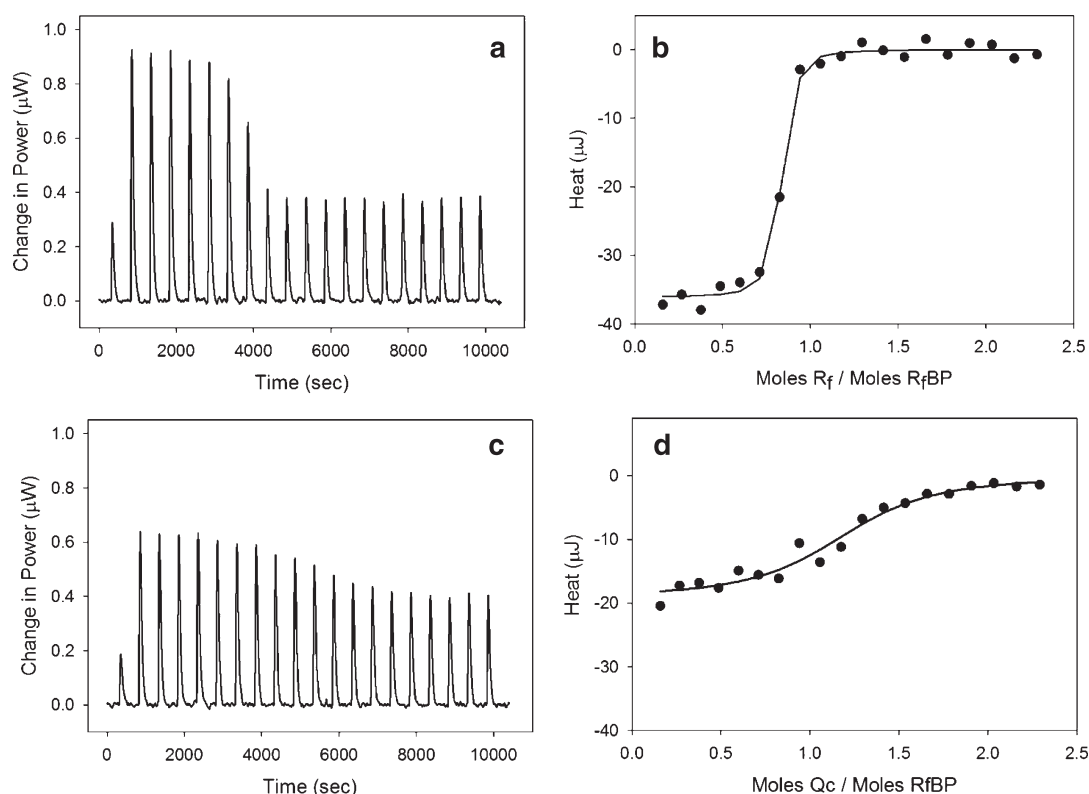 a
1.0
0.8
0.6
0.4
0.2
0.0
Change in Power (µW)
0 2000 4000 6000 8000 10000
Time (sec)
b
0
-10
-20
-30
-40
Heat (µJ)
0.0 0.5 1.0 1.5 2.0 2.5
Moles Rf / Moles RfBP
c
1.0
0.8
0.6
0.4
0.2
0.0
Change in Power (µW)
0 2000 4000 6000 8000 10000
Time (sec)
d
0
-10
-20
-30
-40
Heat (µJ)
0.0 0.5 1.0 1.5 2.0 2.5
Moles Qc / Moles RfBP